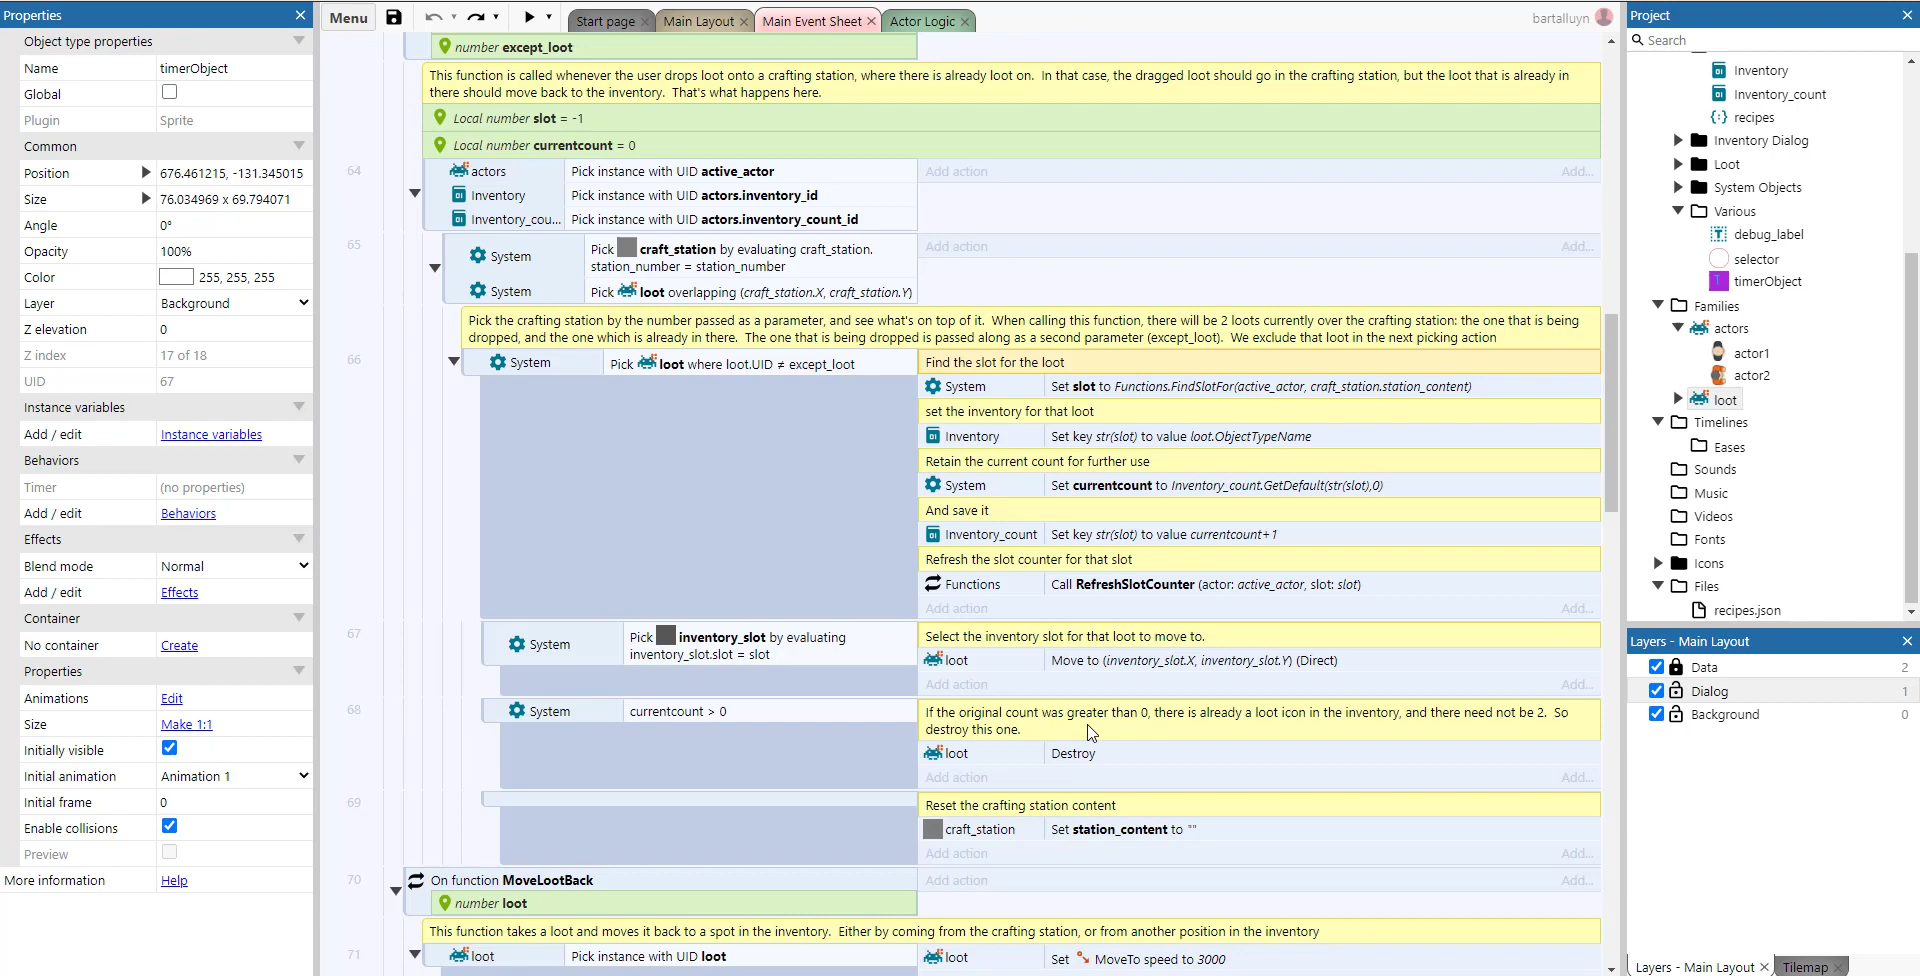 Properties
Object type properties
Name timerObject
Global
Plugin Sprite
Common
Position 676.461215, -131.345015
Size 76.034969 x 69.794071
Angle 0°
Opacity 100%
Color 255, 255, 255
Layer Background
Z elevation 0
Z index 17 of 18
UID 67
Instance variables
Add / edit Instance variables
Behaviors
Timer (no properties)
Add / edit Behaviors
Effects
Blend mode Normal
Add / edit Effects
Container
No container Create
Properties
Animations Edit
Size Make 1:1
Initially visible
Initial animation Animation 1
Initial frame 0
Enable collisions
Preview
More information Help
Menu
Start page
Main Layout
Main Event Sheet
Actor Logic
bartalluyn
number except_loot
This function is called whenever the user drops loot onto a crafting station, where there is already loot on. In that case, the dragged loot should go in the crafting station, but the loot that is already in
there should move back to the inventory. That's what happens here.
Local number slot = -1
Local number currentcount = 0
64 actors Pick instance with UID active_actor Add action Add...
Inventory Pick instance with UID actors.inventory_id
Inventory_cou... Pick instance with UID actors.inventory_count_id
65 System Pick craft_station by evaluating craft_station.
station_number = station_number
Add action Add...
System Pick loot overlapping (craft_station.X, craft_station.Y)
Pick the crafting station by the number passed as a parameter, and see what's on top of it. When calling this function, there will be 2 loots currently over the crafting station: the one that is being
dropped, and the one which is already in there. The one that is being dropped is passed along as a second parameter (except_loot). We exclude that loot in the next picking action
66 System Pick loot where loot.UID ≠ except_loot
Find the slot for the loot
System Set slot to Functions.FindSlotFor(active_actor, craft_station.station_content)
set the inventory for that loot
Inventory Set key str(slot) to value loot.ObjectTypeName
Retain the current count for further use
System Set currentcount to Inventory_count.GetDefault(str(slot),0)
And save it
Inventory_count Set key str(slot) to value currentcount+1
Refresh the slot counter for that slot
Functions Call RefreshSlotCounter (actor: active_actor, slot: slot)
Add action Add...
67 System Pick inventory_slot by evaluating
inventory_slot.slot = slot
Select the inventory slot for that loot to move to.
loot Move to (inventory_slot.X, inventory_slot.Y) (Direct)
Add action Add...
68 System currentcount > 0
If the original count was greater than 0, there is already a loot icon in the inventory, and there need not be 2. So
destroy this one.
loot Destroy
Add action Add...
69 Reset the crafting station content
craft_station Set station_content to ""
Add action Add...
70 On function MoveLootBack Add action Add...
number loot
This function takes a loot and moves it back to a spot in the inventory. Either by coming from the crafting station, or from another position in the inventory
71 loot Pick instance with UID loot
loot Set MoveTo speed to 3000
Project
Search
Inventory
Inventory_count
recipes
Inventory Dialog
Loot
System Objects
Various
debug_label
selector
timerObject
Families
actors
actor1
actor2
loot
Timelines
Eases
Sounds
Music
Videos
Fonts
Icons
Files
recipes.json
Layers - Main Layout
Data 2
Dialog 1
Background 0
Layers - Main Layout
Tilemap